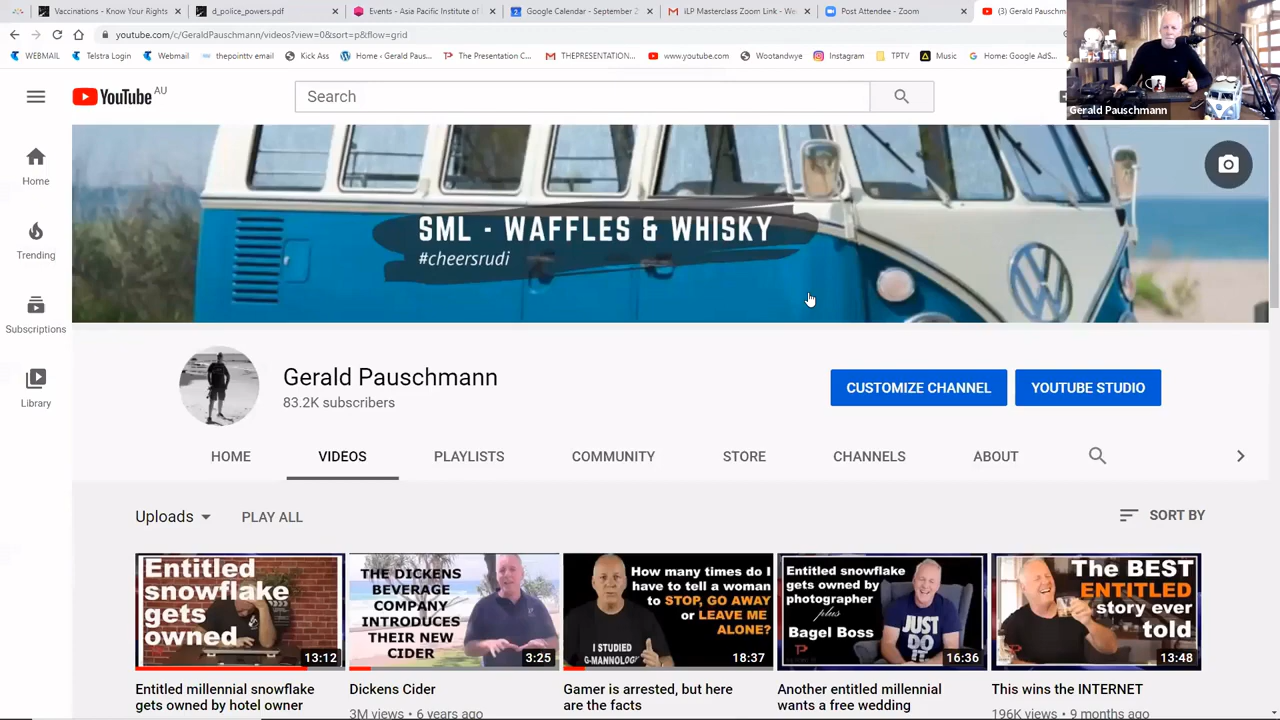 Vaccinations - Know Your Rights
d_police_powers.pdf
Events - Asia Pacific Institute of
Google Calendar - September 2
iLP Masterclass Zoom Link - We
Post Attendee - Zoom
(3) Gerald Pauschm
youtube.com/c/GeraldPauschmann/videos?view=0&sort=p&flow=grid
WEBMAIL
Telstra Login
Webmail
thepointtv email
Kick Ass
Home ‹ Gerald Paus...
The Presentation C...
THEPRESENTATION...
www.youtube.com
Wootandwye
Instagram
TPTV
Music
Home: Google AdS...
Gerald Pauschmann
YouTube AU
Search
Home
Trending
Subscriptions
Library
SML - WAFFLES & WHISKY
#cheersrudi
Gerald Pauschmann
83.2K subscribers
CUSTOMIZE CHANNEL
YOUTUBE STUDIO
HOME
VIDEOS
PLAYLISTS
COMMUNITY
STORE
CHANNELS
ABOUT
Uploads
PLAY ALL
SORT BY
Entitled
snowflake
gets
owned
13:12
Entitled millennial snowflake
gets owned by hotel owner
THE DICKENS
BEVERAGE
COMPANY
INTRODUCES
THEIR NEW
CIDER
3:25
Dickens Cider
3M views • 6 years ago
How many times do I
have to tell a woman
to STOP, GO AWAY
or LEAVE ME
ALONE?
I STUDIED
18:37
Gamer is arrested, but here
are the facts
Entitled snowflake
gets owned by
photographer
plus
Bagel Boss
JUST
DO IT
16:36
Another entitled millennial
wants a free wedding
The BEST
ENTITLED
story ever
told
13:48
This wins the INTERNET
196K views • 9 months ago